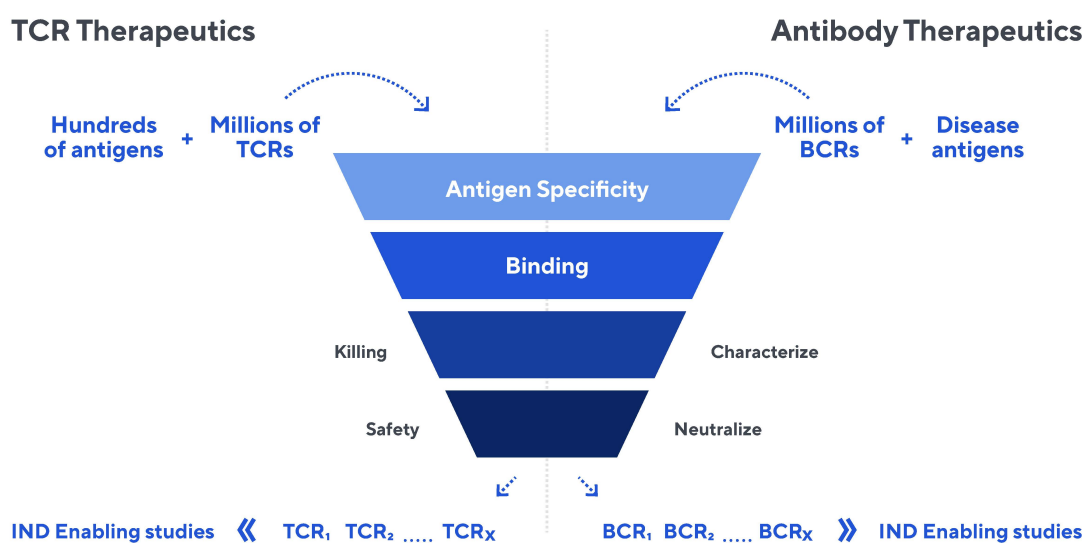 TCR Therapeutics
Antibody Therapeutics
Hundreds
of antigens
+
Millions of
TCRs
Millions of
BCRs
+
Disease
antigens
Antigen Specificity
Binding
Killing
Characterize
Safety
Neutralize
IND Enabling studies « TCR₁ TCR₂ ..... TCRx
BCR₁ BCR₂ ..... BCRx » IND Enabling studies